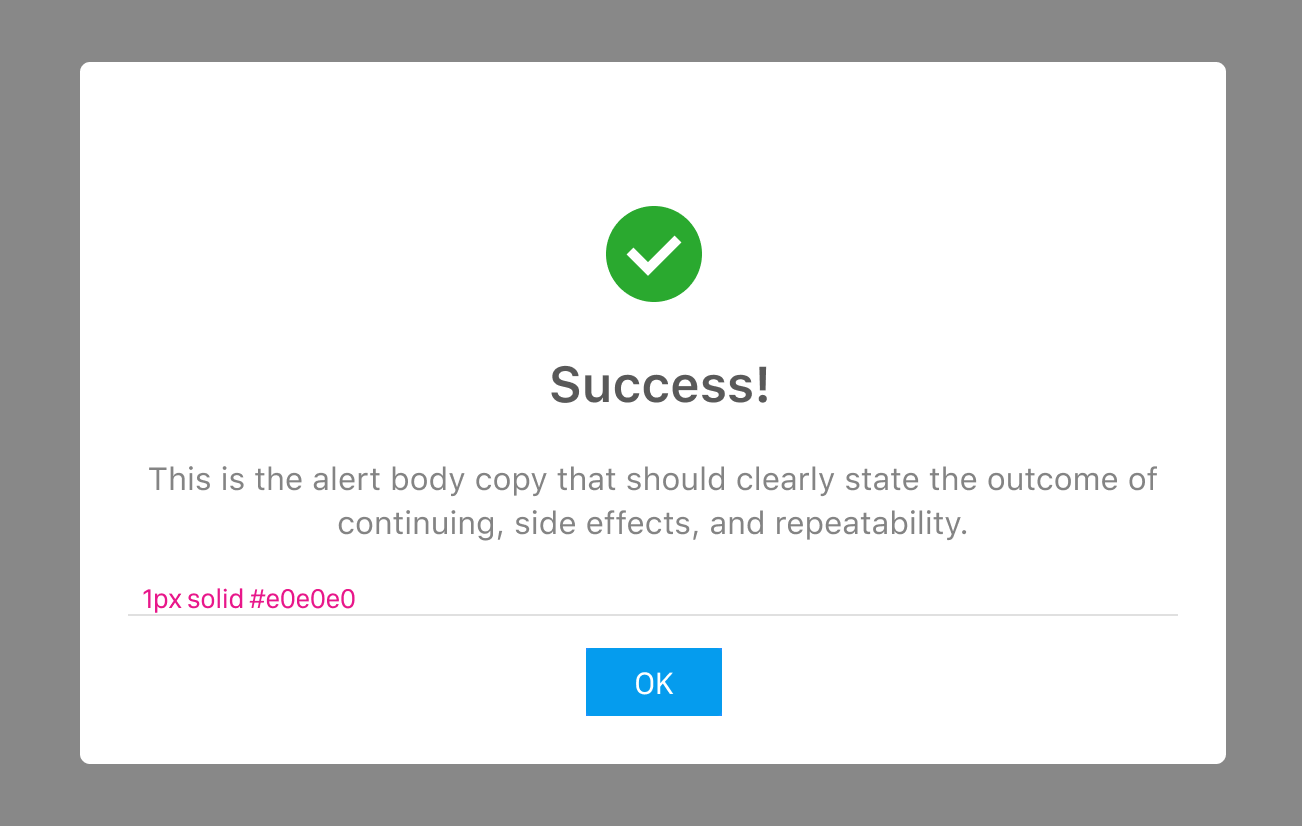 Success!
This is the alert body copy that should clearly state the outcome of
continuing, side effects, and repeatability.
1px solid #e0e0e0
OK